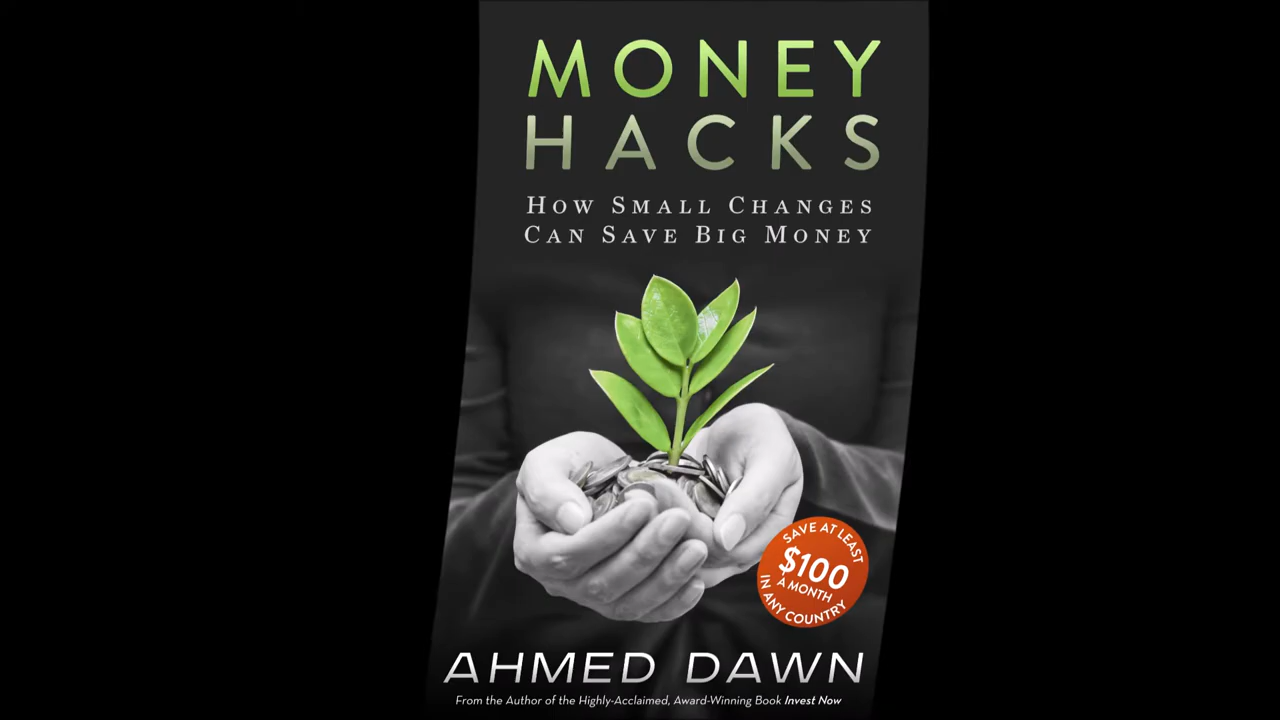 MONEY
HACKS
HOW SMALL CHANGES
CAN SAVE BIG MONEY
SAVE AT LEAST
$100
A MONTH
IN ANY COUNTRY
AHMED DAWN
From the Author of the Highly-Acclaimed, Award-Winning Book Invest Now